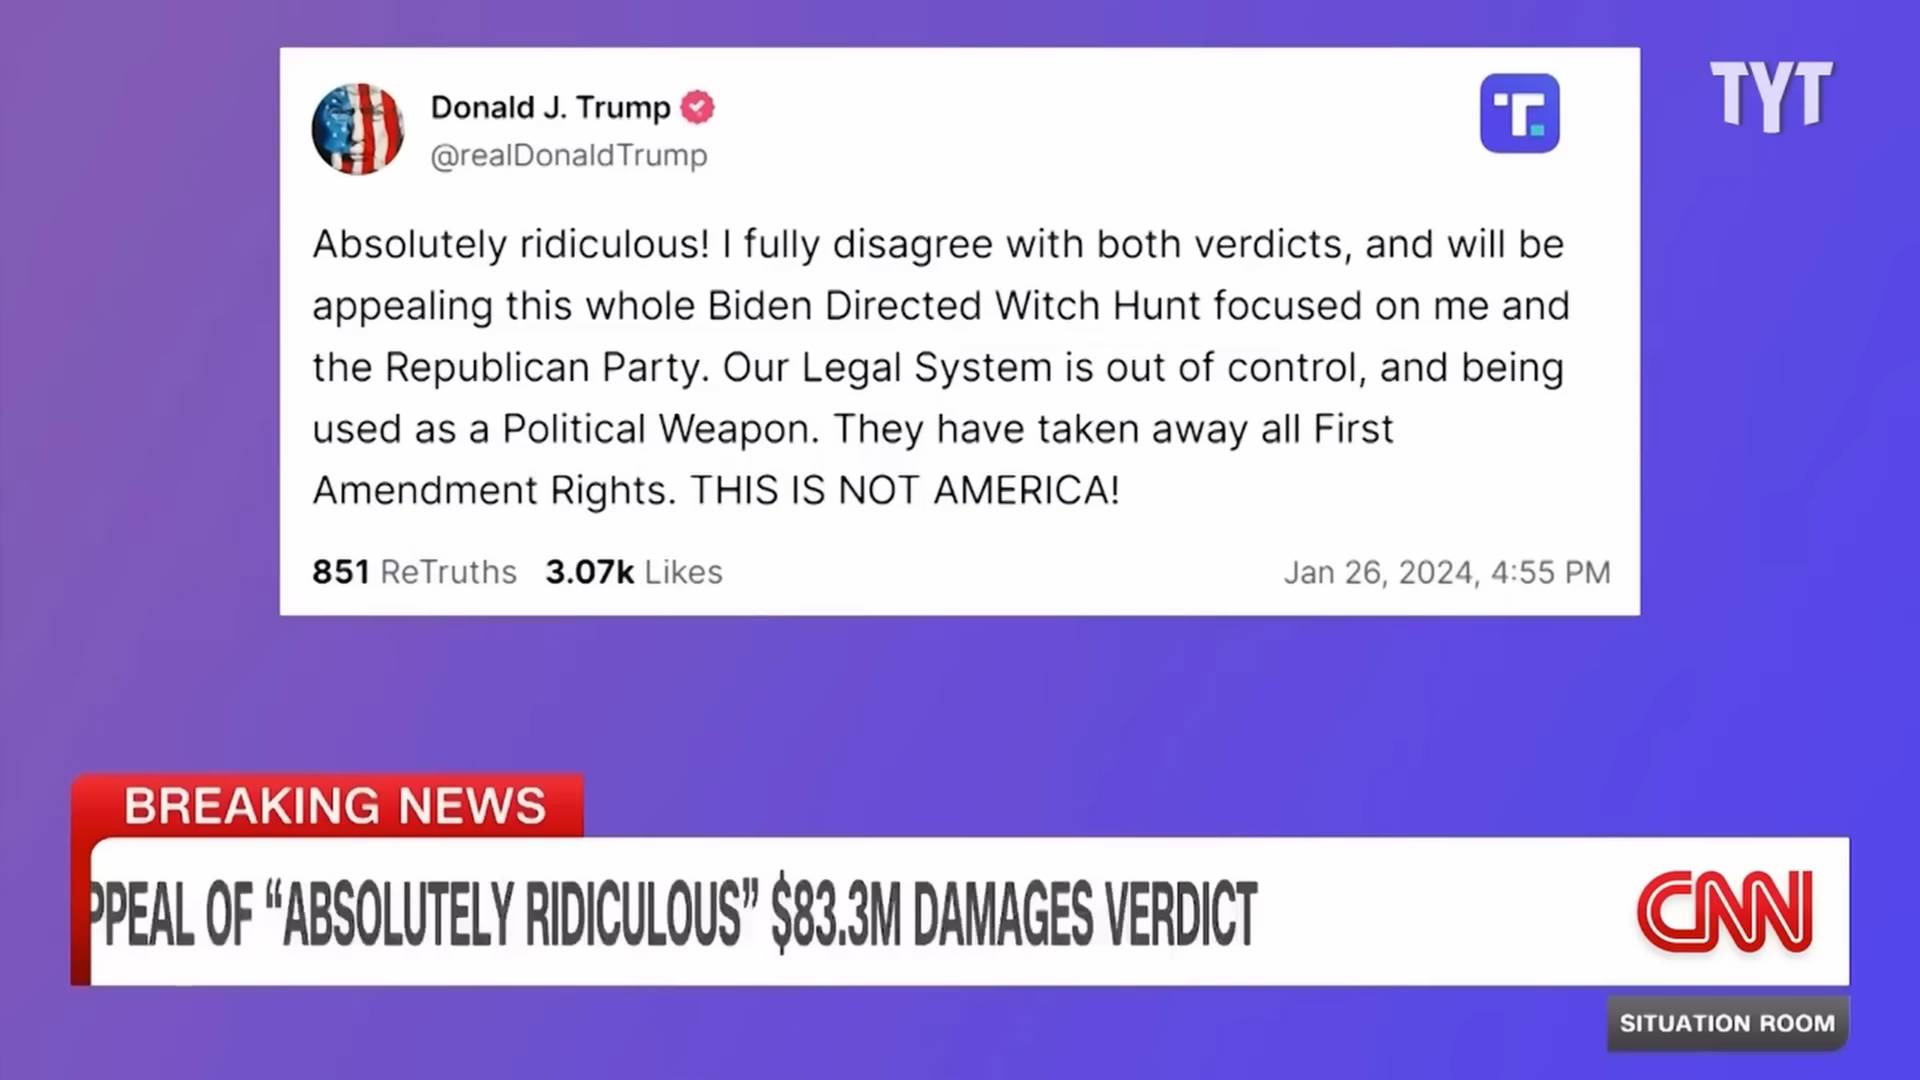 TYT
Donald J. Trump
@realDonaldTrump
T.
Absolutely ridiculous! I fully disagree with both verdicts, and will be
appealing this whole Biden Directed Witch Hunt focused on me and
the Republican Party. Our Legal System is out of control, and being
used as a Political Weapon. They have taken away all First
Amendment Rights. THIS IS NOT AMERICA!
851 ReTruths 3.07k Likes Jan 26, 2024, 4:55 PM
BREAKING NEWS
PPEAL OF “ABSOLUTELY RIDICULOUS” $83.3M DAMAGES VERDICT
CNN
SITUATION ROOM